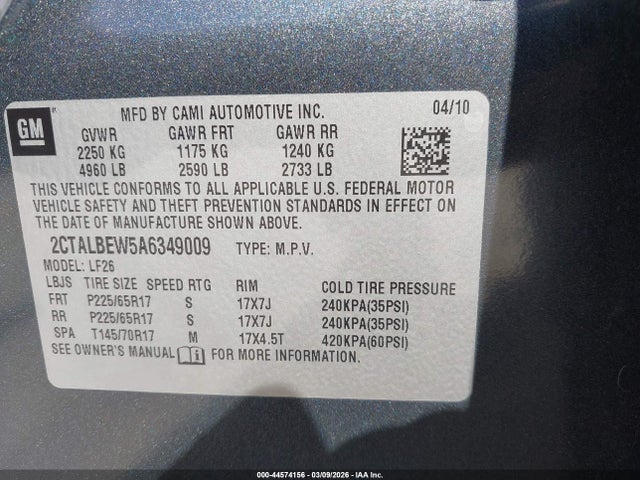 GM
MFD BY CAMI AUTOMOTIVE INC. 04/10
GVWR GAWR FRT GAWR RR
2250 KG 1175 KG 1240 KG
4960 LB 2590 LB 2733 LB
THIS VEHICLE CONFORMS TO ALL APPLICABLE U.S. FEDERAL MOTOR
VEHICLE SAFETY AND THEFT PREVENTION STANDARDS IN EFFECT ON
THE DATE OF MANUFACTURE SHOWN ABOVE.
2CTALBEW5A6349009 TYPE: M.P.V.
MODEL: LF26
LBJS TIRE SIZE SPEED RTG RIM COLD TIRE PRESSURE
FRT P225/65R17 S 17X7J 240KPA(35PSI)
RR P225/65R17 S 17X7J 240KPA(35PSI)
SPA T145/70R17 M 17X4.5T 420KPA(60PSI)
SEE OWNER'S MANUAL FOR MORE INFORMATION.
000-44574156 | 03/09/2026 | IAA Inc.